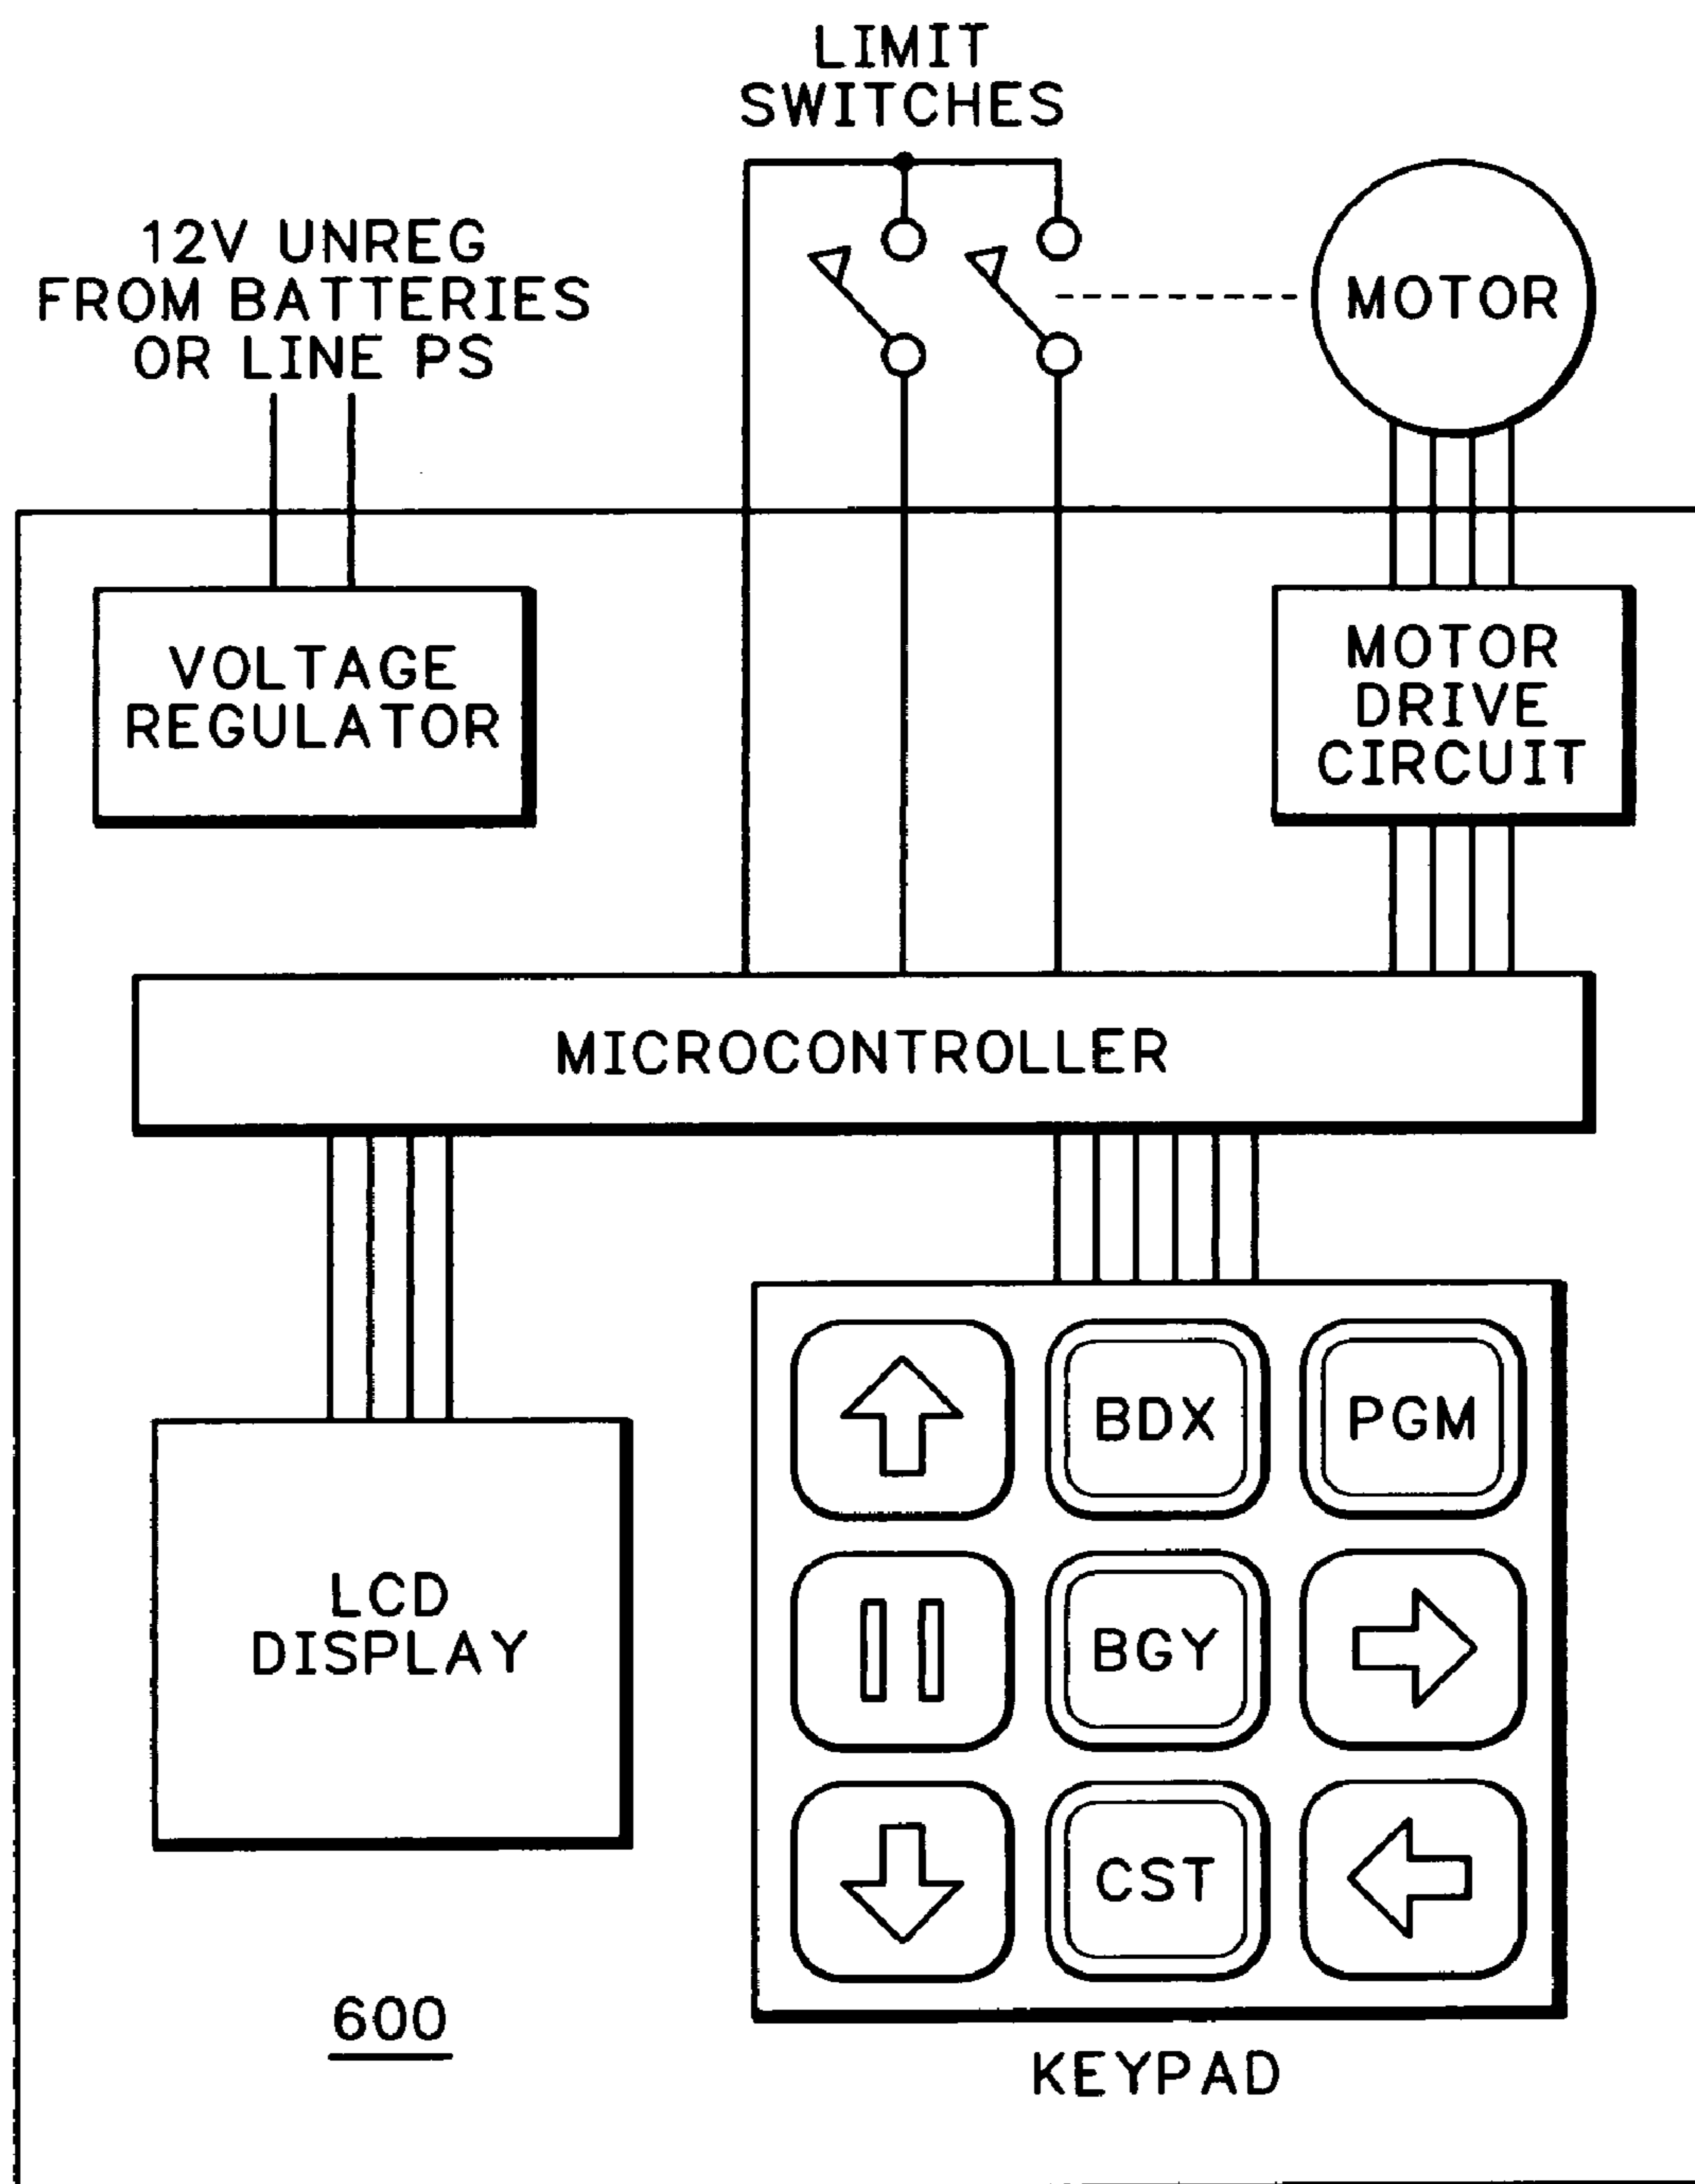 LIMIT
SWITCHES
12V UNREG
FROM BATTERIES
OR LINE PS
MOTOR
VOLTAGE
REGULATOR
MOTOR
DRIVE
CIRCUIT
MICROCONTROLLER
LCD
DISPLAY
BDX
PGM
BGY
CST
600
KEYPAD